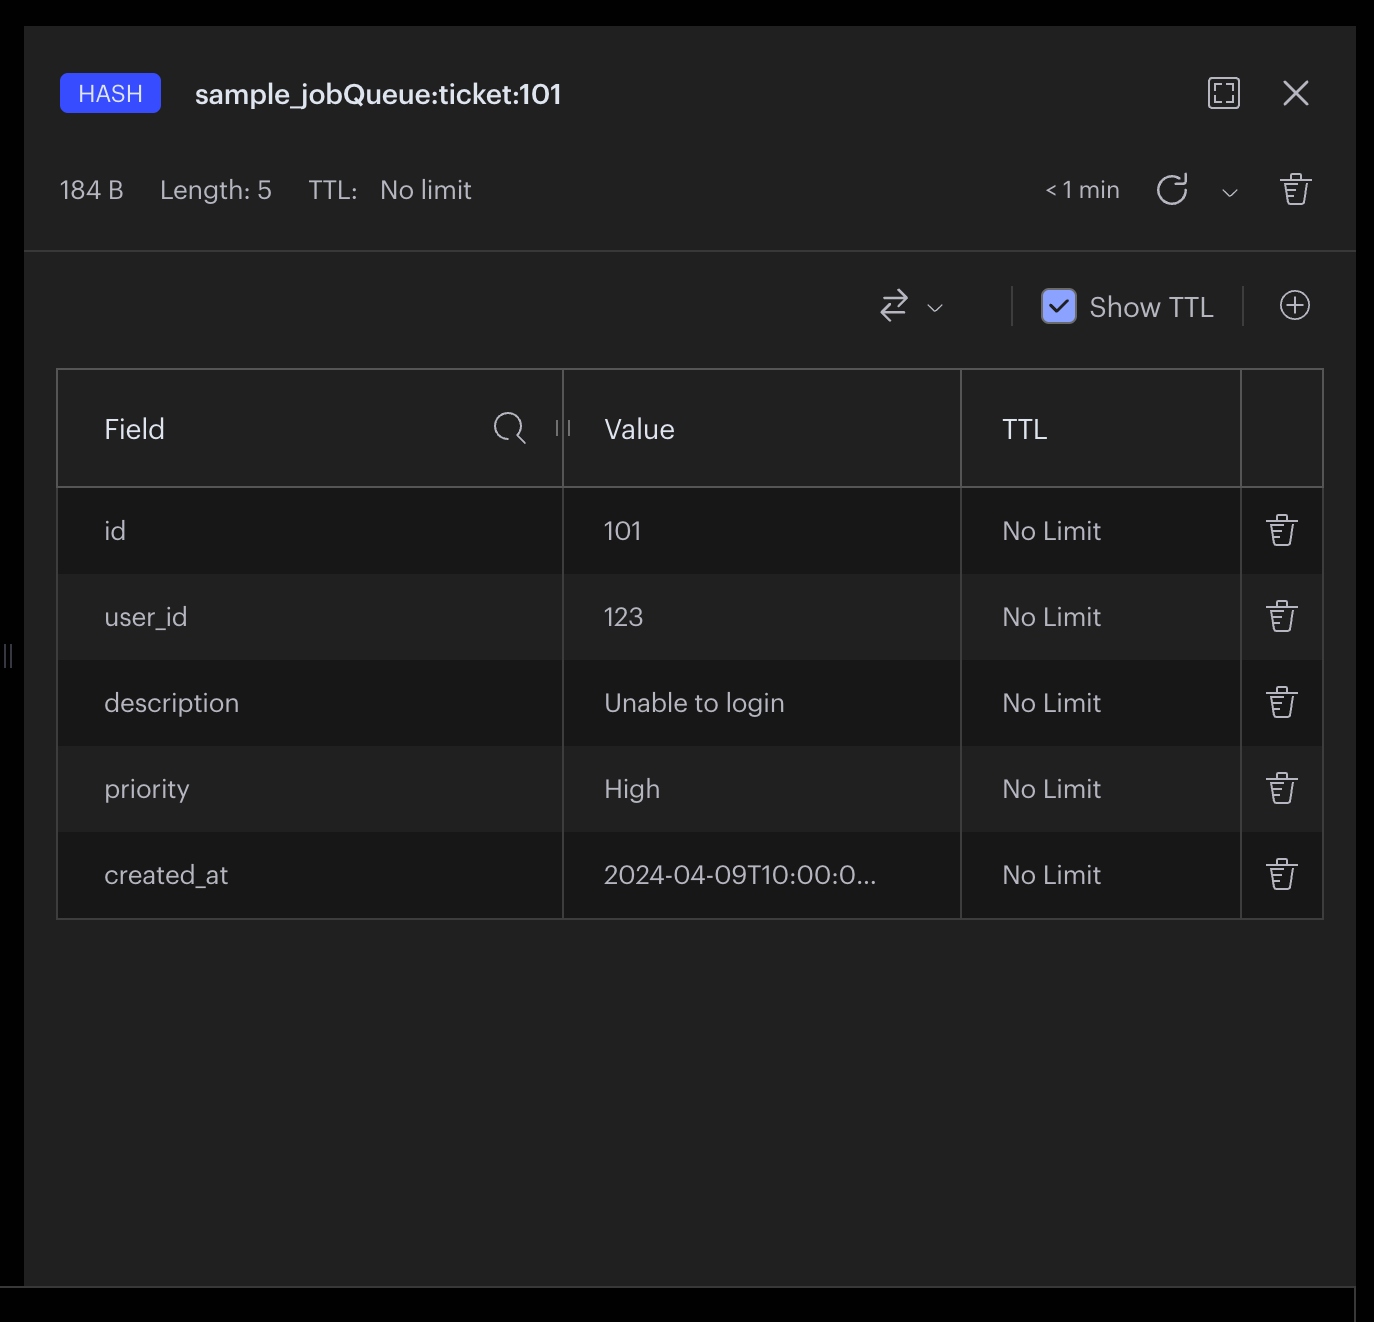 HASH sample_jobQueue:ticket:101
184 B Length: 5 TTL: No limit < 1 min
Show TTL
Field Value TTL
id 101 No Limit
user_id 123 No Limit
description Unable to login No Limit
priority High No Limit
created_at 2024-04-09T10:00:0... No Limit